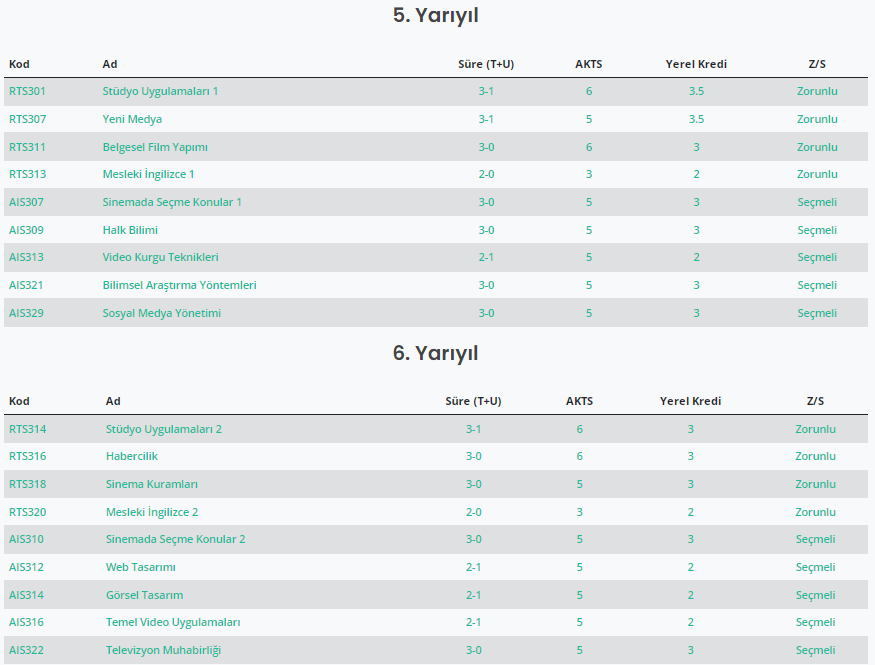 5. Yarıyıl
Kod Ad Süre (T+U) AKTS Yerel Kredi Z/S
RTS301 Stüdyo Uygulamaları 1 3-1 6 3.5 Zorunlu
RTS307 Yeni Medya 3-1 5 3.5 Zorunlu
RTS311 Belgesel Film Yapımı 3-0 6 3 Zorunlu
RTS313 Mesleki İngilizce 1 2-0 3 2 Zorunlu
AIS307 Sinemada Seçme Konular 1 3-0 5 3 Seçmeli
AIS309 Halk Bilimi 3-0 5 3 Seçmeli
AIS313 Video Kurgu Teknikleri 2-1 5 2 Seçmeli
AIS321 Bilimsel Araştırma Yöntemleri 3-0 5 3 Seçmeli
AIS329 Sosyal Medya Yönetimi 3-0 5 3 Seçmeli
6. Yarıyıl
Kod Ad Süre (T+U) AKTS Yerel Kredi Z/S
RTS314 Stüdyo Uygulamaları 2 3-1 6 3 Zorunlu
RTS316 Habercilik 3-0 6 3 Zorunlu
RTS318 Sinema Kuramları 3-0 5 3 Zorunlu
RTS320 Mesleki İngilizce 2 2-0 3 2 Zorunlu
AIS310 Sinemada Seçme Konular 2 3-0 5 3 Seçmeli
AIS312 Web Tasarımı 2-1 5 2 Seçmeli
AIS314 Görsel Tasarım 2-1 5 2 Seçmeli
AIS316 Temel Video Uygulamaları 2-1 5 2 Seçmeli
AIS322 Televizyon Muhabirliği 3-0 5 3 Seçmeli